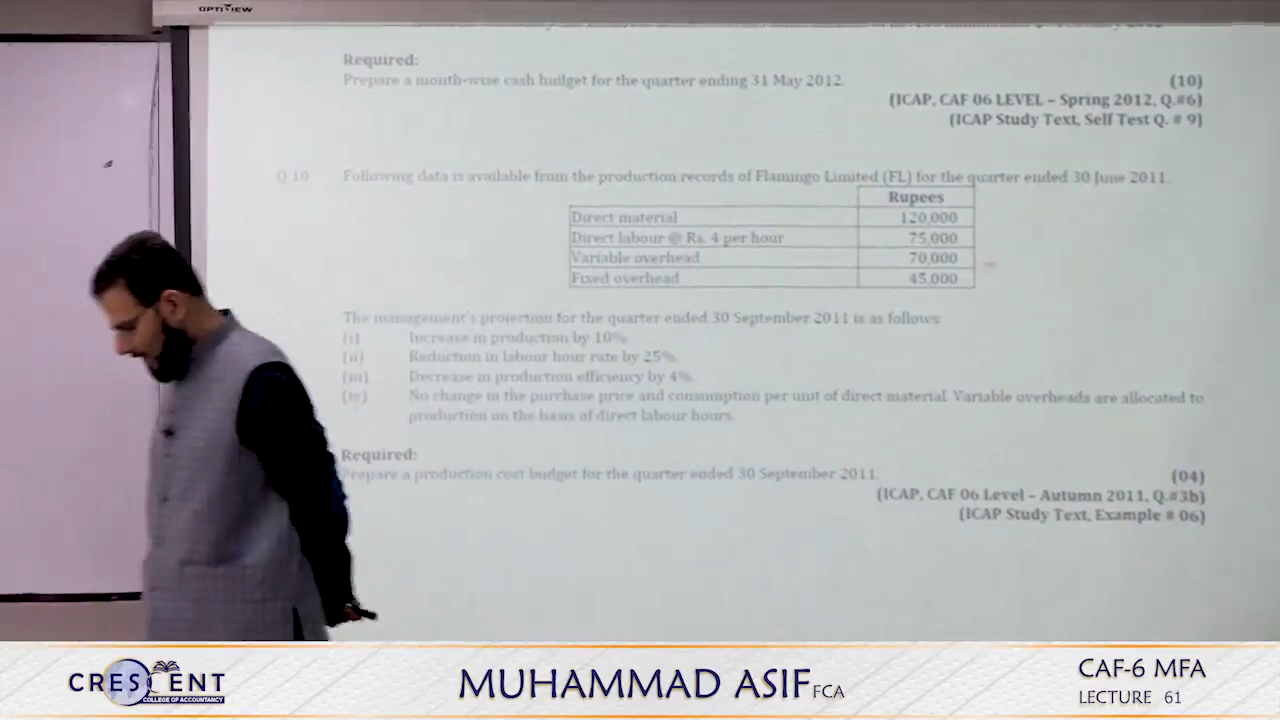 OPTIVIEW
Required:
Prepare a month-wise cash budget for the quarter ending 31 May 2012.
(10)
(ICAP, CAF 06 LEVEL – Spring 2012, Q.#6)
(ICAP Study Text, Self Test Q. # 9)
Q.10 Following data is available from the production records of Flamingo Limited (FL) for the quarter ended 30 June 2011.
Rupees
Direct material 120,000
Direct labour @ Rs. 4 per hour 75,000
Variable overhead 70,000
Fixed overhead 45,000
The management's projection for the quarter ended 30 September 2011 is as follows:
(i) Increase in production by 10%.
(ii) Reduction in labour hour rate by 25%.
(iii) Decrease in production efficiency by 4%.
(iv) No change in the purchase price and consumption per unit of direct material. Variable overheads are allocated to
production on the basis of direct labour hours.
Required:
Prepare a production cost budget for the quarter ended 30 September 2011.
(04)
(ICAP, CAF 06 Level – Autumn 2011, Q.#3b)
(ICAP Study Text, Example # 06)
CRESCENT
COLLEGE OF ACCOUNTANCY
MUHAMMAD ASIF FCA
CAF-6 MFA
LECTURE 61